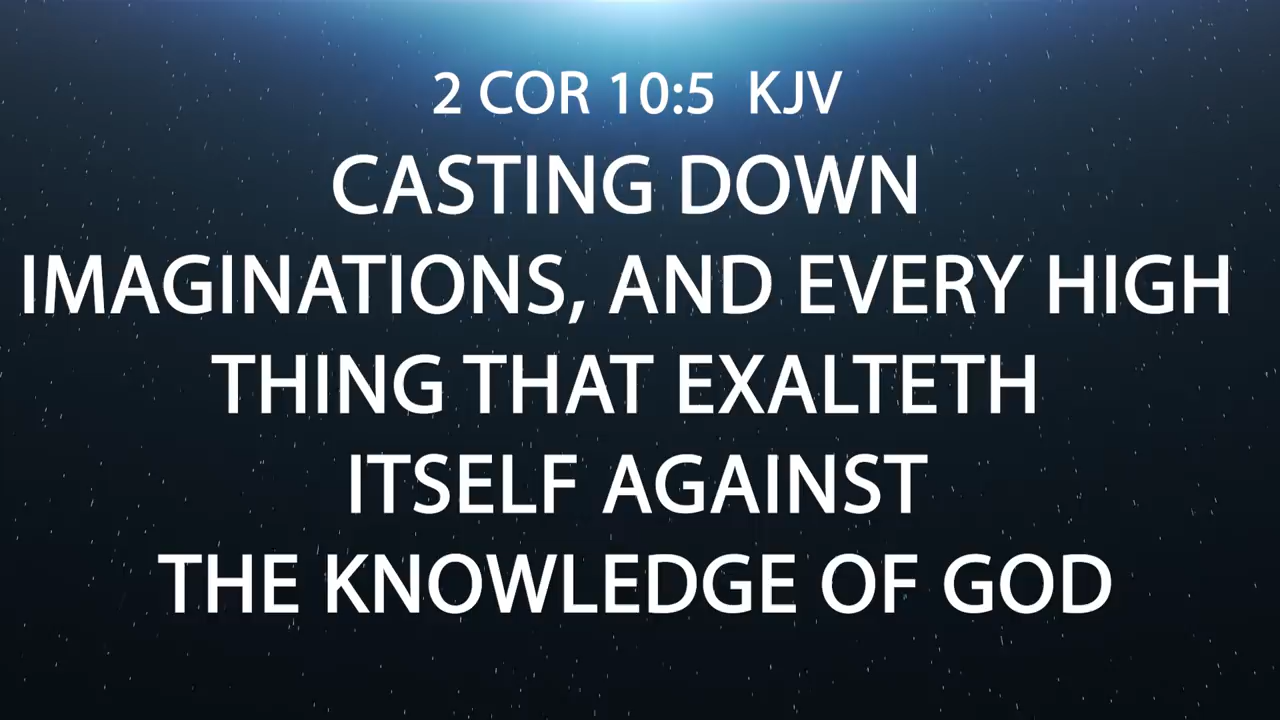 2 COR 10:5 KJV
CASTING DOWN
IMAGINATIONS, AND EVERY HIGH
THING THAT EXALTETH
ITSELF AGAINST
THE KNOWLEDGE OF GOD